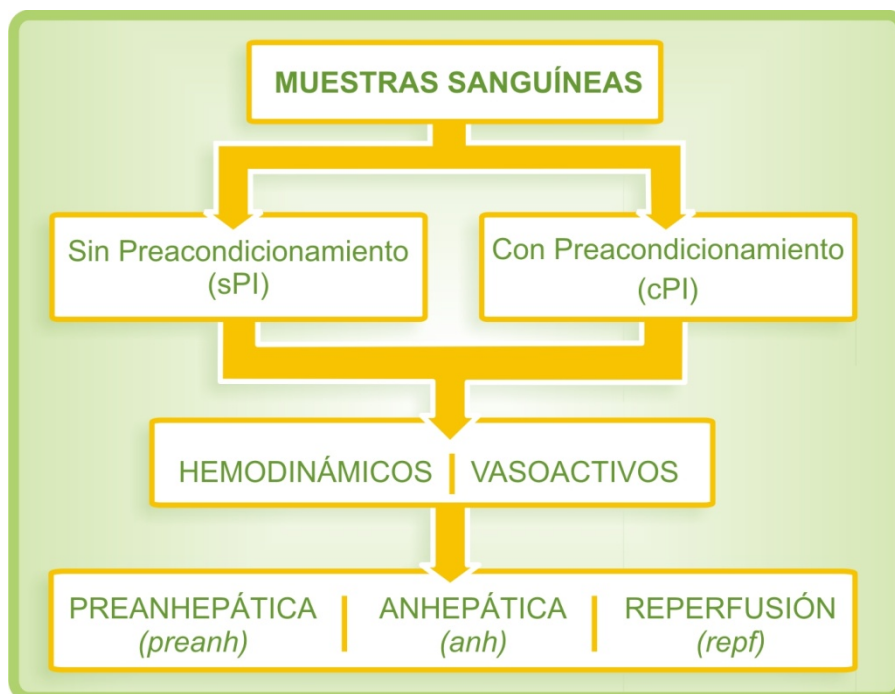 MUESTRAS SANGUÍNEAS
Sin Preacondicionamiento
(sPI)
Con Preacondicionamiento
(cPI)
HEMODINÁMICOS
VASOACTIVOS
PREANHEPÁTICA
(preanh)
ANHEPÁTICA
(anh)
REPERFUSIÓN
(repf)